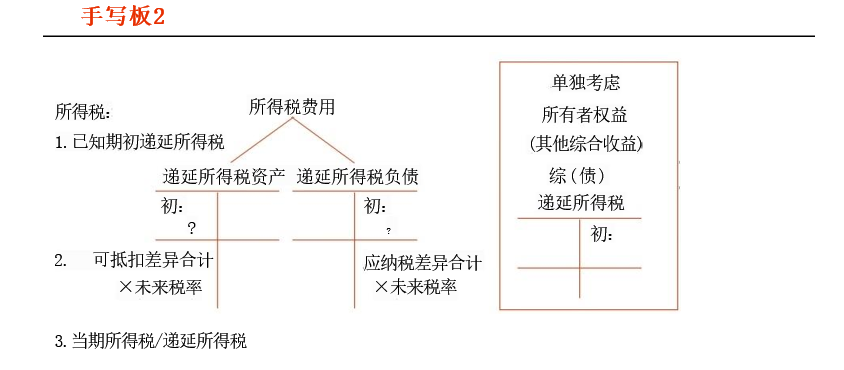 手写板2
所得税:
所得税费用
1.已知期初递延所得税
递延所得税资产 递延所得税负债
初: 初:
? ?
2. 可抵扣差异合计 应纳税差异合计
×未来税率 ×未来税率
3.当期所得税/递延所得税
单独考虑
所有者权益
(其他综合收益)
综(债)
递延所得税
初: